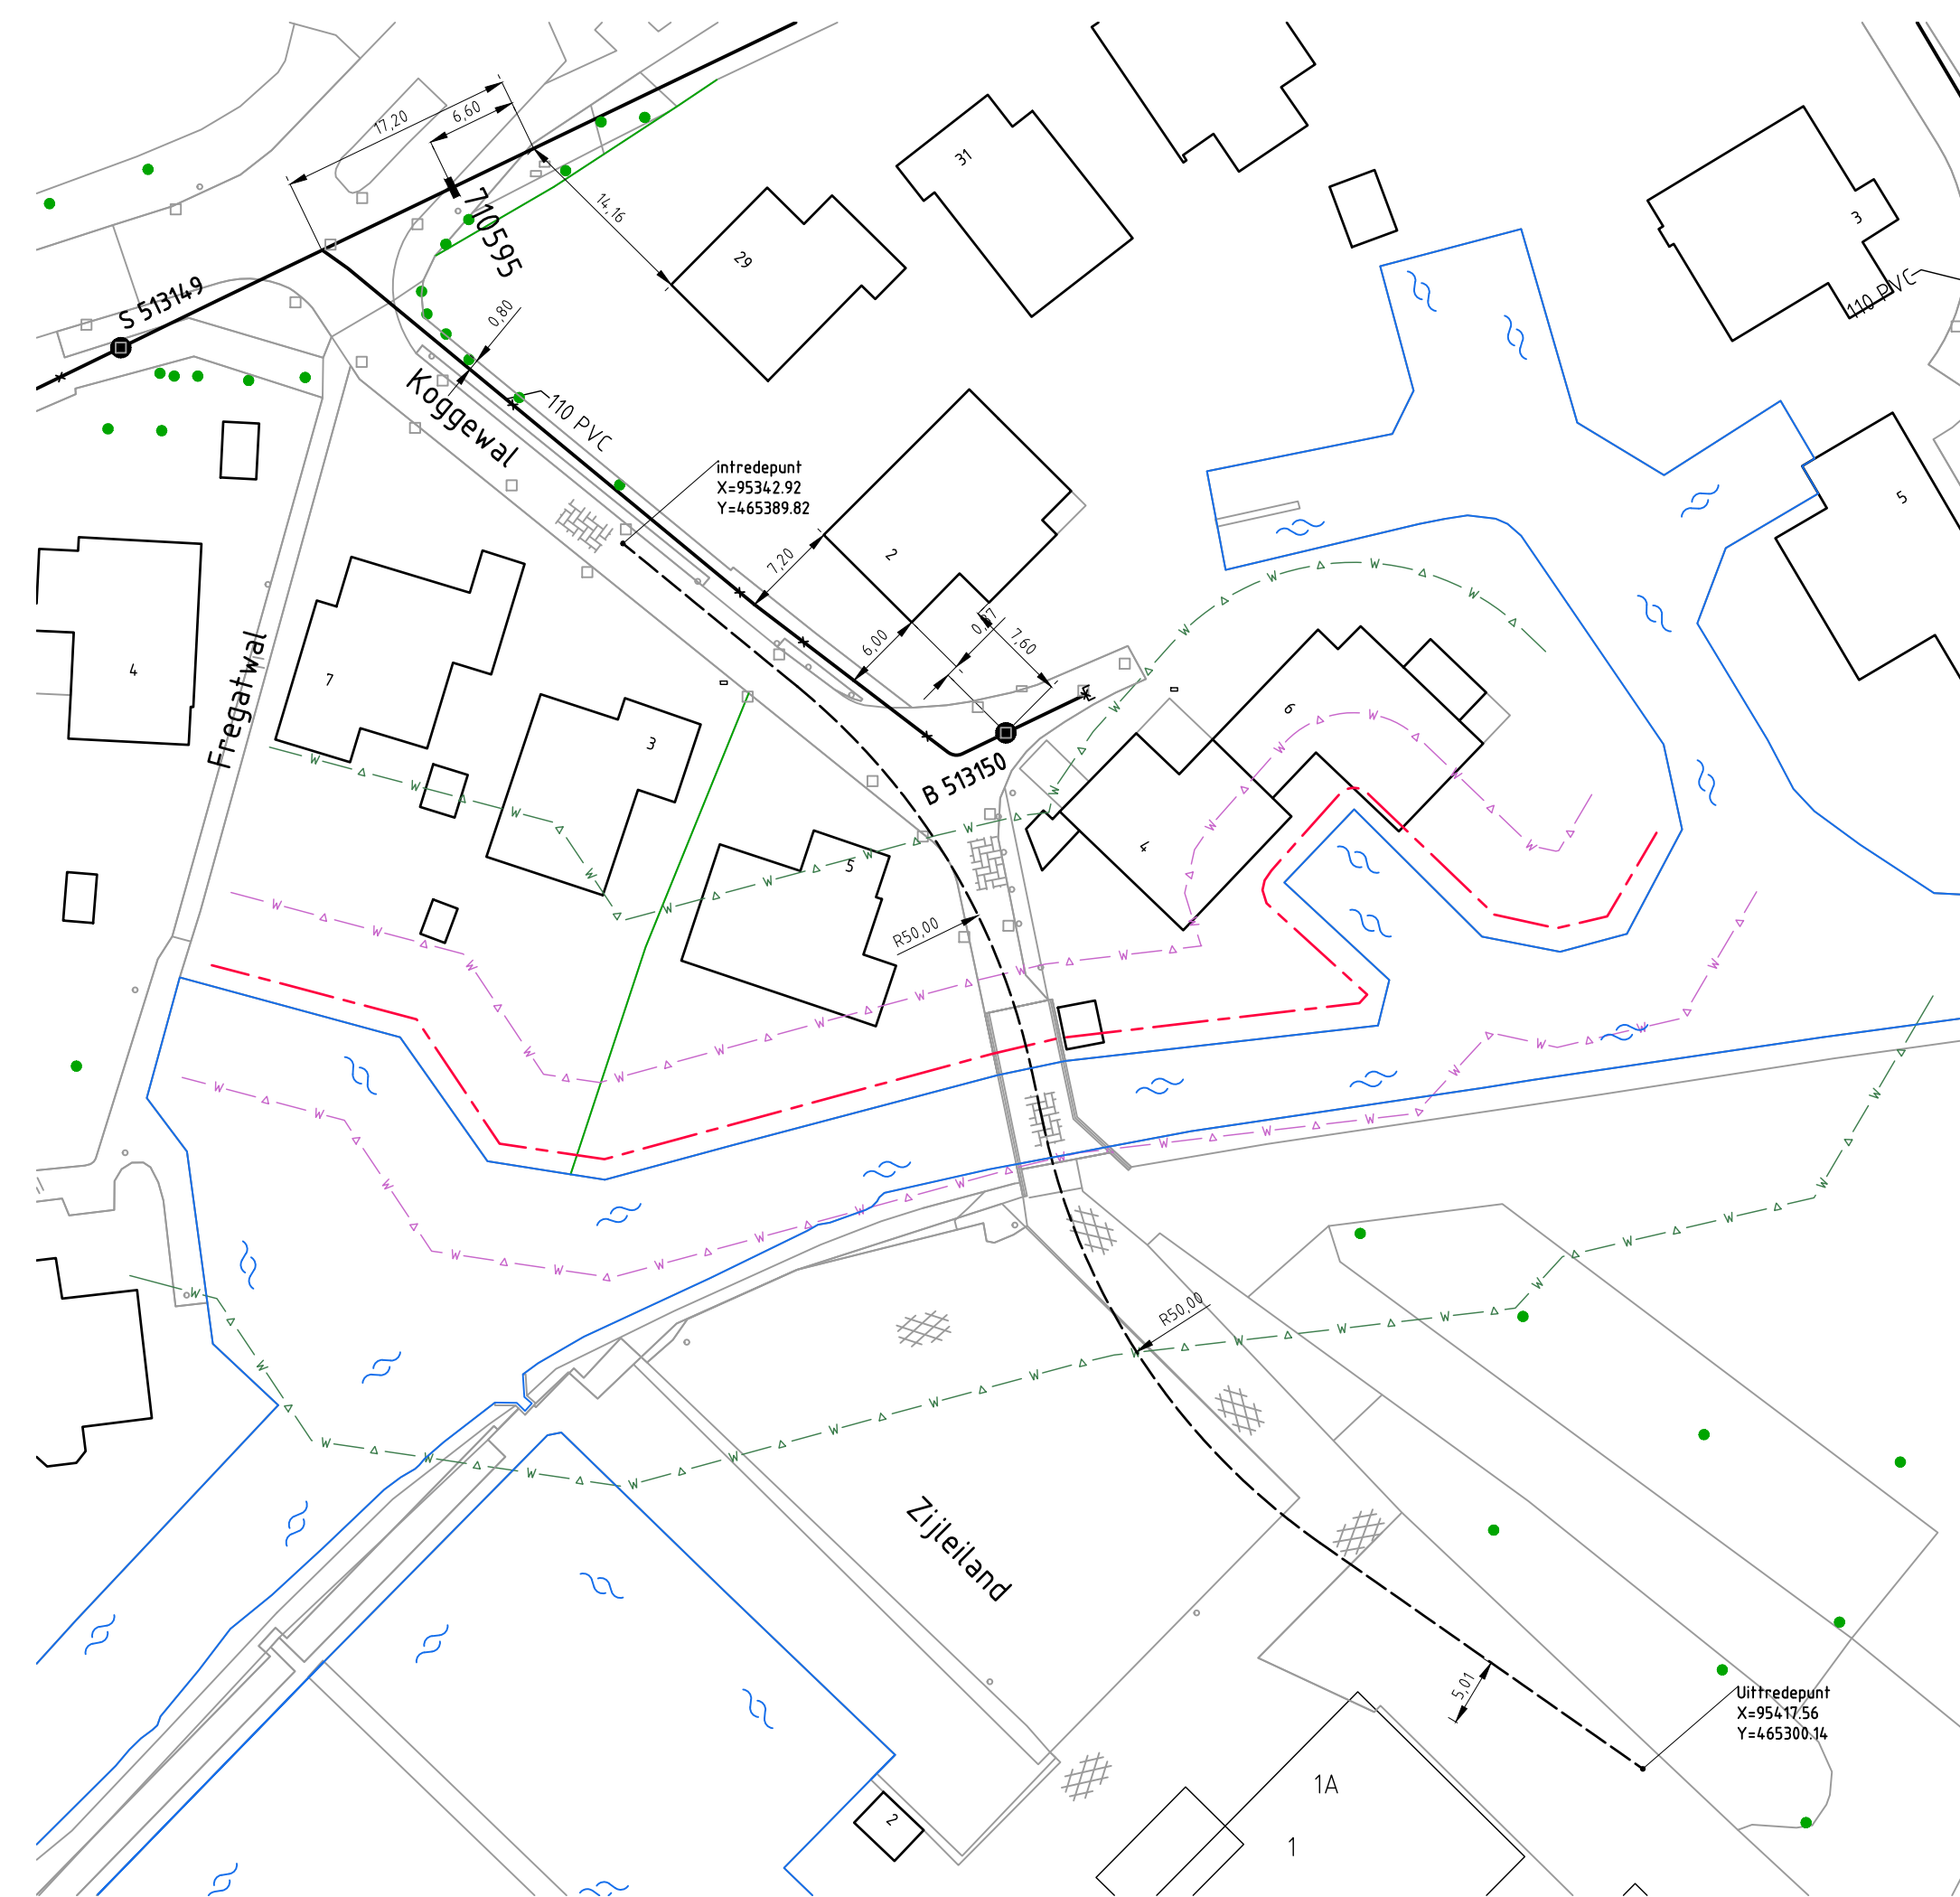 17,20
6,60
31
3
710595
14,16
29
S 513149
110 PVC
0,80
Koggewal
110 PVC
intredepunt
X=95342.92
Y=465389.82
5
2
7,20
6,00
7,60
4
Fregatwal
7
3
6
B 513150
5
4
R50,00
R50,00
Zijleiland
5,01
Uittredepunt
X=95417.56
Y=465300.14
1A
2
1